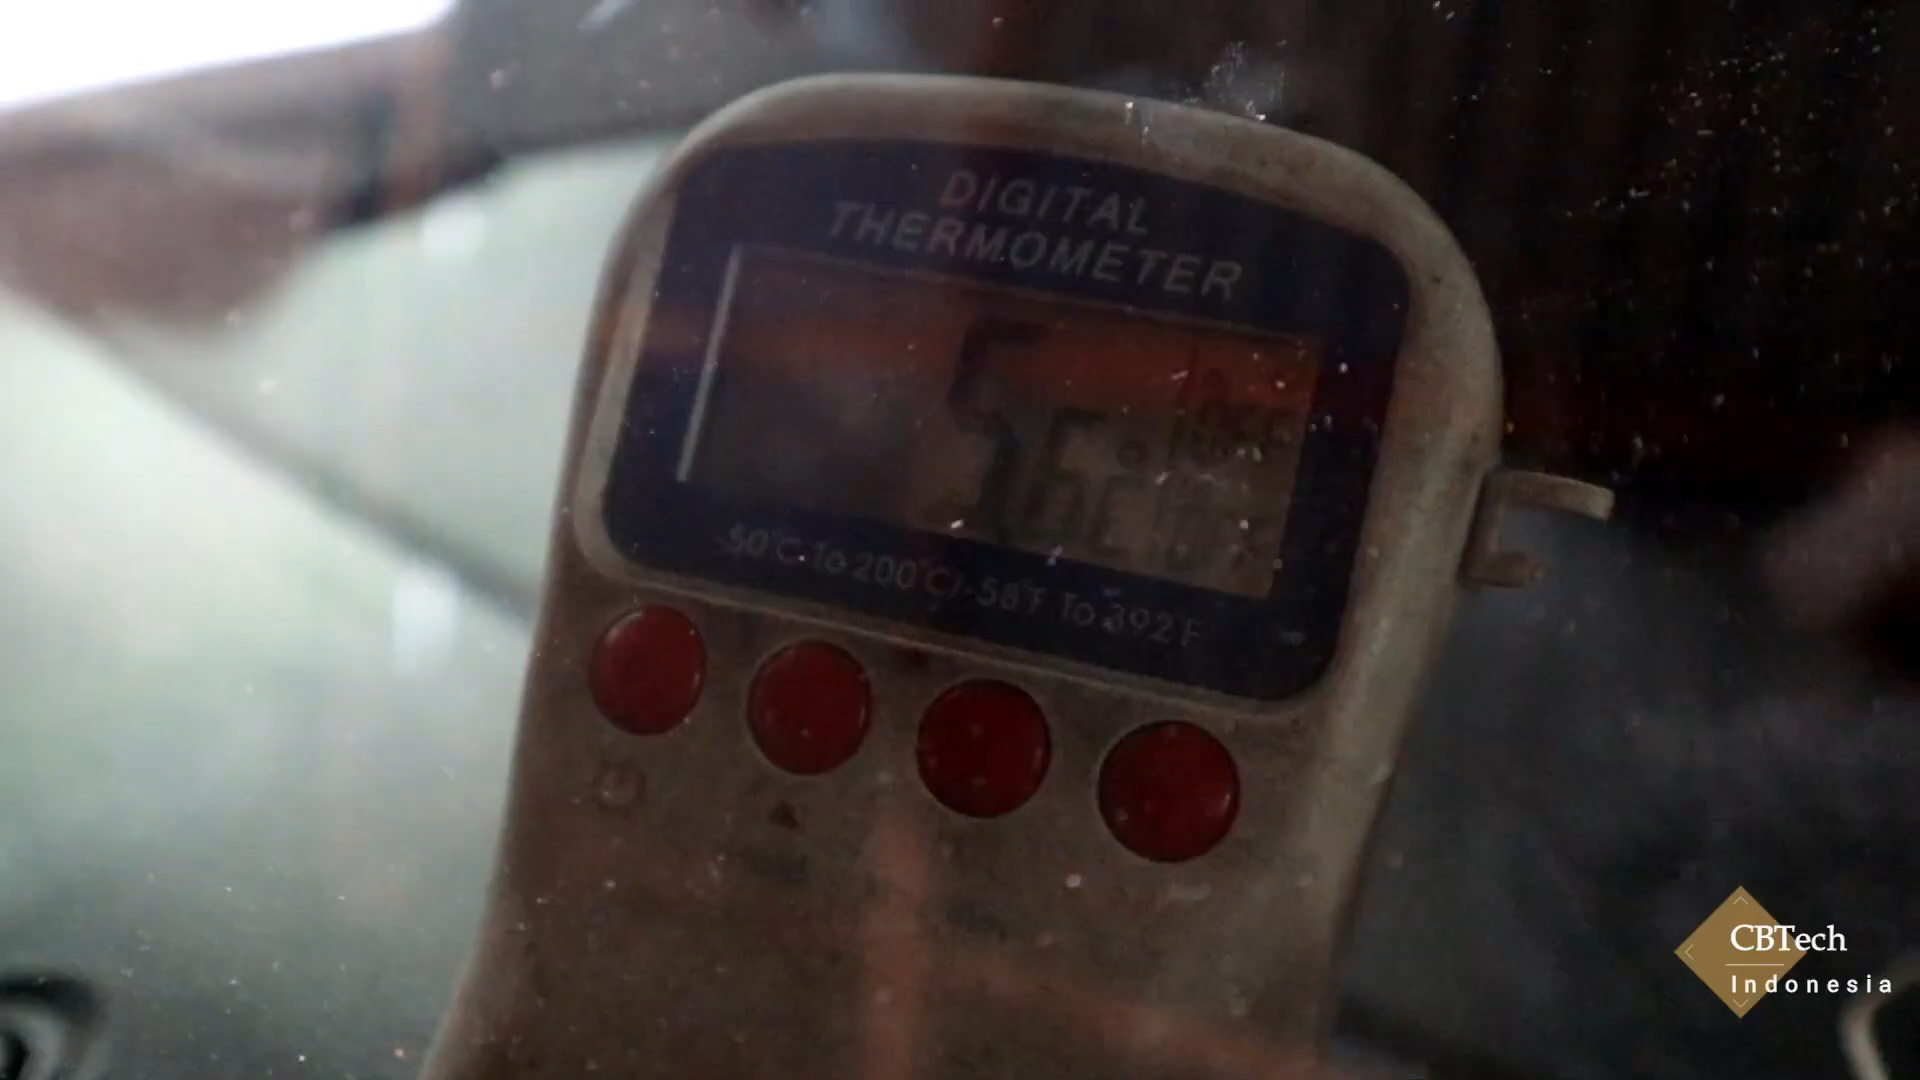 DIGITAL
THERMOMETER
-50°C To 200°C/-58°F To 392°F
CBTech
Indonesia